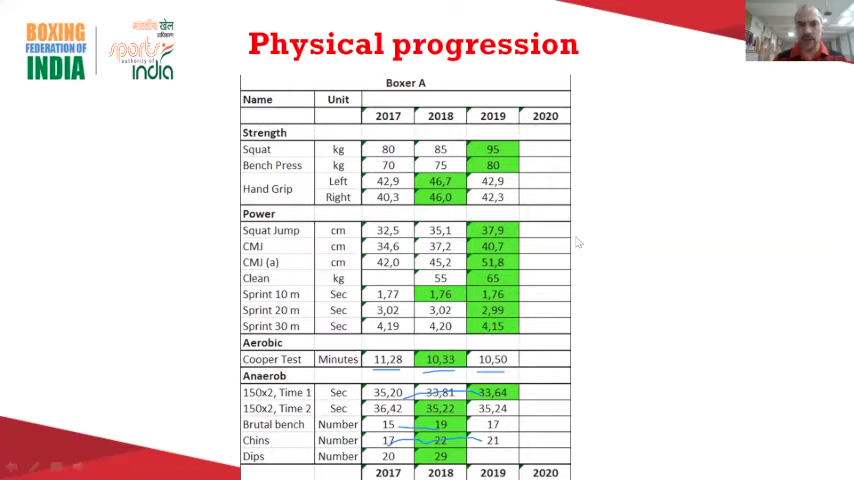 BOXING
FEDERATION OF
INDIA
भारतीय खेल
प्राधिकरण
sports
authority of
india
Physical progression
Boxer A
Name Unit
2017 2018 2019 2020
Strength
Squat kg 80 85 95
Bench Press kg 70 75 80
Hand Grip Left 42,9 46,7 42,9
Right 40,3 46,0 42,3
Power
Squat Jump cm 32,5 35,1 37,9
CMJ cm 34,6 37,2 40,7
CMJ (a) cm 42,0 45,2 51,8
Clean kg 55 65
Sprint 10 m Sec 1,77 1,76 1,76
Sprint 20 m Sec 3,02 3,02 2,99
Sprint 30 m Sec 4,19 4,20 4,15
Aerobic
Cooper Test Minutes 11,28 10,33 10,50
Anaerob
150x2, Time 1 Sec 35,20 33,81 33,64
150x2, Time 2 Sec 36,42 35,22 35,24
Brutal bench Number 15 19 17
Chins Number 17 22 21
Dips Number 20 29
2017 2018 2019 2020